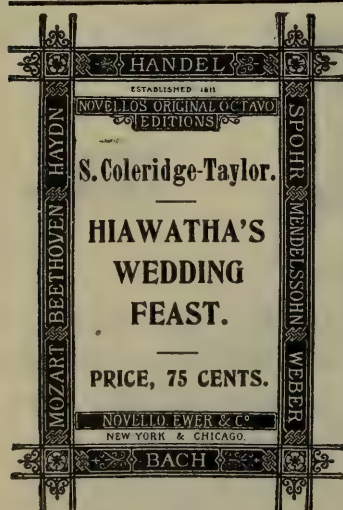 HANDEL
ESTABLISHED 1811
NOVELLOS ORIGINAL OCTAVO
EDITIONS
HAYDN
BEETHOVEN
MOZART
SPOHR
MENDELSSOHN
WEBER
S. Coleridge-Taylor.
HIAWATHA'S
WEDDING
FEAST.
PRICE, 75 CENTS.
NOVELLO, EWER & Co
NEW YORK & CHICAGO.
BACH